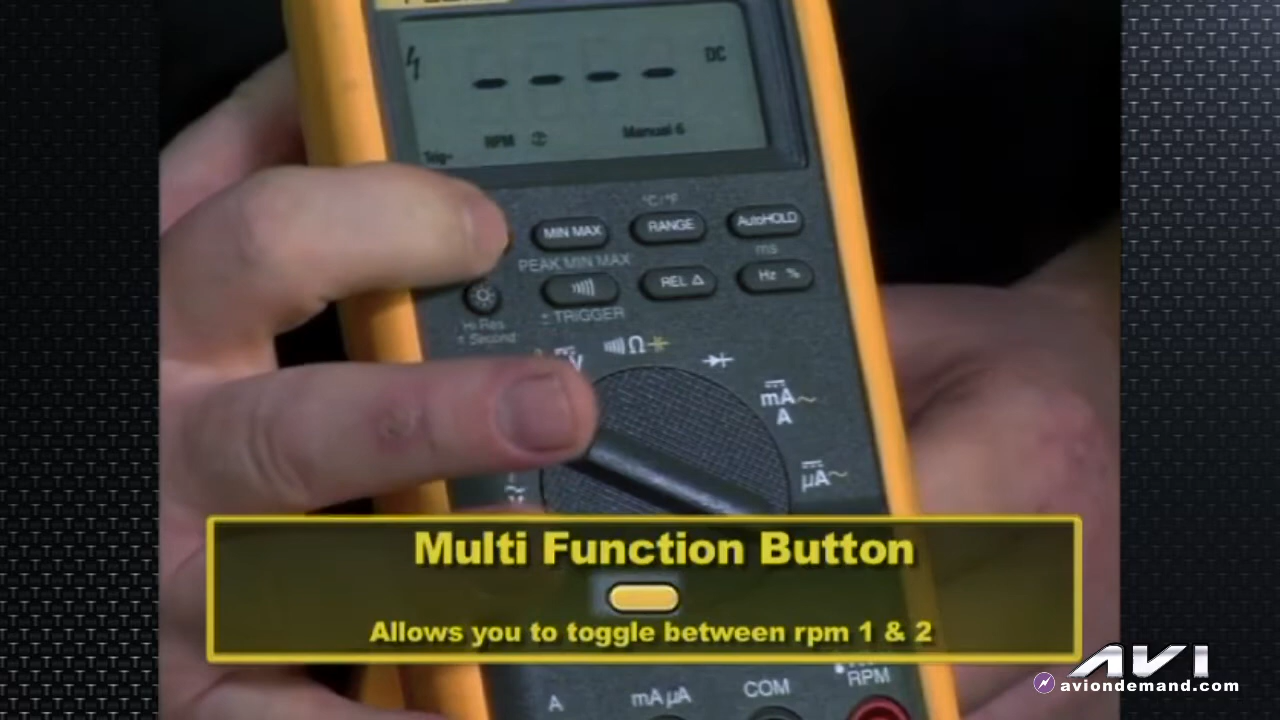 DC
RPM
Manual 6
Trig-
°C/°F
MIN MAX
RANGE
AutoHOLD
PEAK MIN MAX
ms
REL Δ
Hz %
± TRIGGER
Hi Res
1 Second
Ω
mA
A
µA
V
Multi Function Button
Allows you to toggle between rpm 1 & 2
A
mA µA
COM
RPM
AVI
aviondemand.com